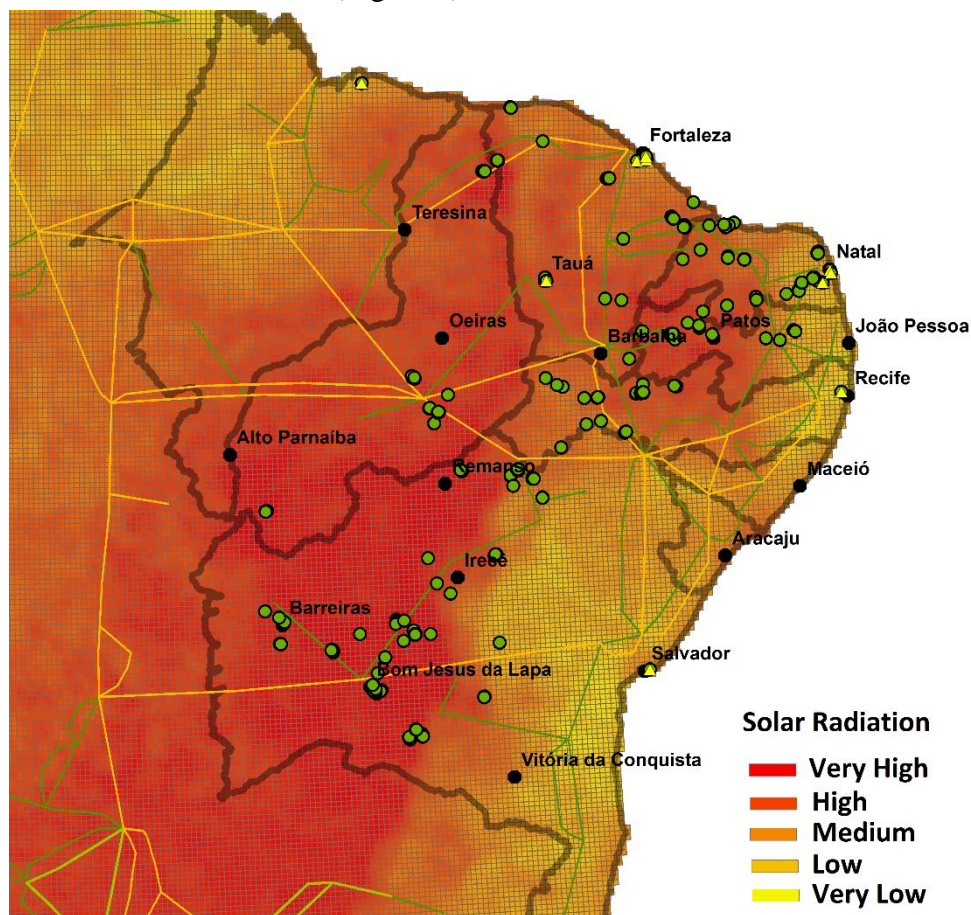 Fortaleza
Teresina
Natal
Tauá
Oeiras
Patos
João Pessoa
Barbalha
Recife
Alto Parnaíba
Remanso
Maceió
Aracaju
Irecê
Barreiras
Salvador
Bom Jesus da Lapa
Solar Radiation
Vitória da Conquista
Very High
High
Medium
Low
Very Low